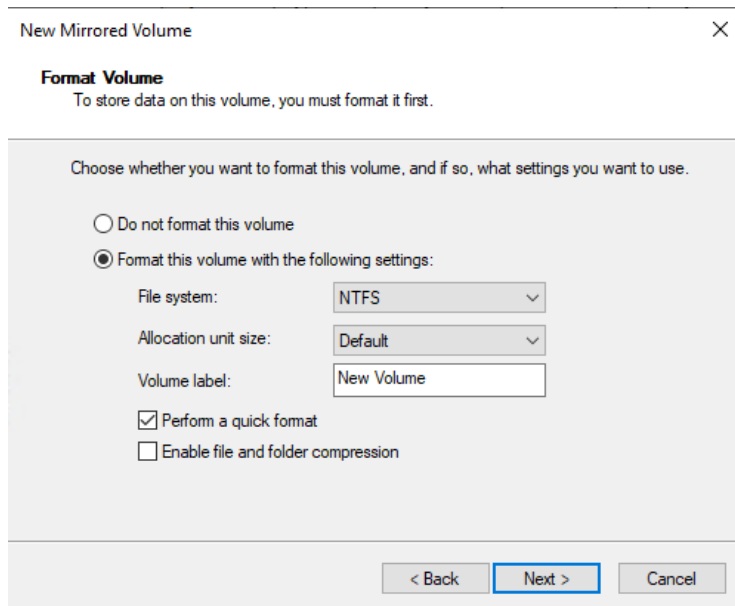 New Mirrored Volume
Format Volume
To store data on this volume, you must format it first.
Choose whether you want to format this volume, and if so, what settings you want to use.
Do not format this volume
Format this volume with the following settings:
File system: NTFS
Allocation unit size: Default
Volume label: New Volume
Perform a quick format
Enable file and folder compression
< Back Next > Cancel